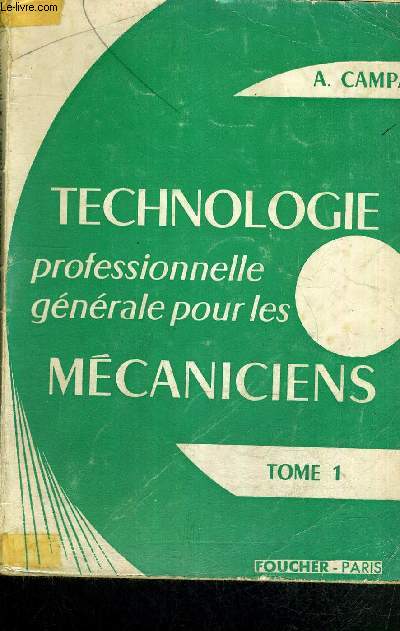 Le-Livre.com
A. CAMPA
TECHNOLOGIE
professionnelle
générale pour les
MÉCANICIENS
TOME 1
FOUCHER - PARIS